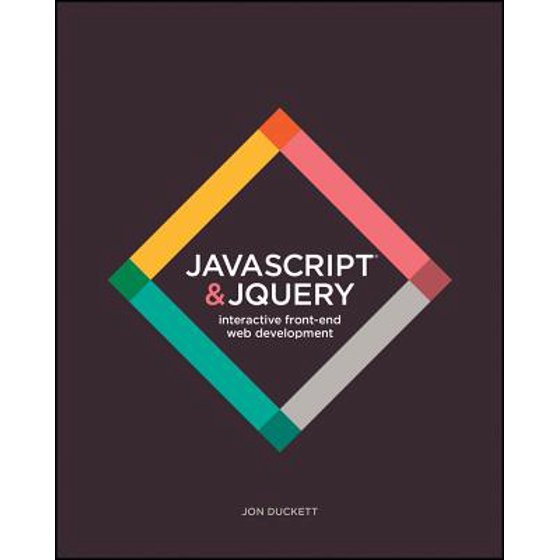 JAVASCRIPT®
& JQUERY
interactive front-end
web development
JON DUCKETT